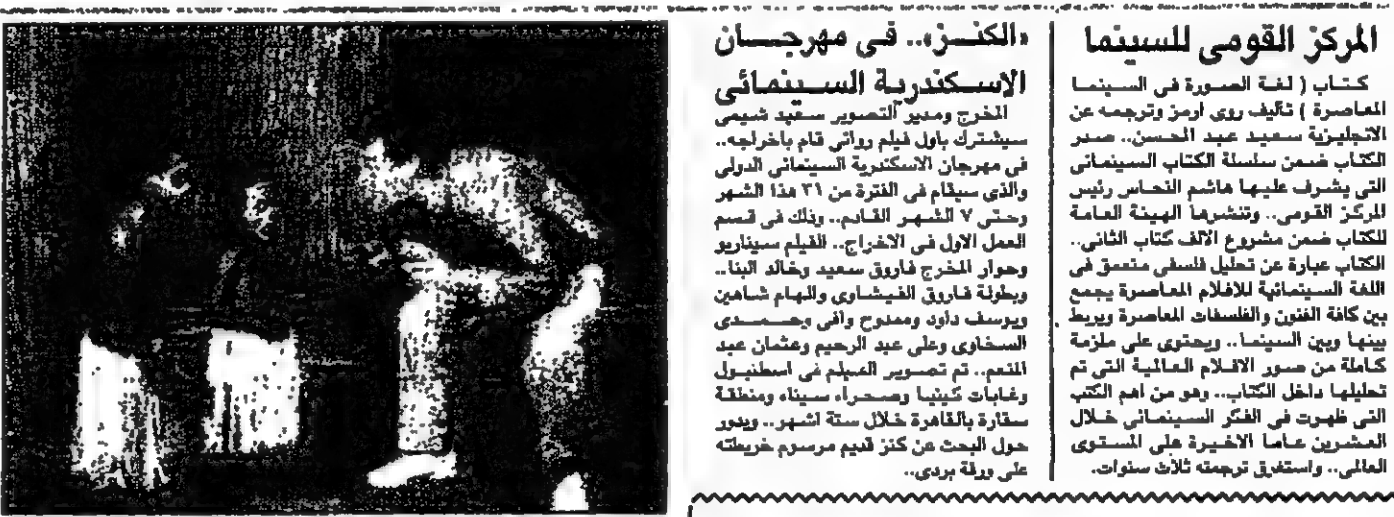 المركز القومى للسينما
كتاب ( لغة الصورة فى السينما
المعاصرة ) تأليف روى ارمز وترجمه عن
الانجليزية سعيد عبد المحسن.. صدر
الكتاب ضمن سلسلة الكتاب السينمائى
التى يشرف عليها هاشم النحاس رئيس
المركز القومى.. وتنشرها الهيئة العامة
للكتاب ضمن مشروع الالف كتاب الثانى..
الكتاب عبارة عن تحليل فلسفى متعمق فى
اللغة السينمائية للافلام المعاصرة يجمع
بين كافة الفنون والفلسفات المعاصرة ويربط
بينها وبين السينما.. ويحتوى على ملزمة
كاملة من صور الافلام العالمية التى تم
تحليلها داخل الكتاب.. وهو من اهم الكتب
التى ظهرت فى الفكر السينمائى خلال
العشرين عاما الاخيرة على المستوى
العالمى.. واستغرق ترجمته ثلاث سنوات.
«الكنــز».. فى مهرجــان
الاسـكندرية السـينمائى
المخرج ومدير التصوير سعيد شيمى
سيشترك باول فيلم روائى قام باخراجه..
فى مهرجان الاسكندرية السينمائى الدولى
والذى سيقام فى الفترة من ٣١ هذا الشهر
وحتى ٧ الشهر القادم.. وذلك فى قسم
العمل الاول فى الاخراج.. الفيلم سيناريو
وحوار المخرج فاروق سعيد وخالد البنا..
وبطولة فاروق الفيشاوى والهام شاهين
ويوسف داود وممدوح وافى وحمدى
السخاوى وعلى عبد الرحيم وعثمان عبد
المنعم.. تم تصوير الفيلم فى اسطنبول
وغابات كينيا وصحراء سيناء ومنطقة
سقارة بالقاهرة خلال ستة اشهر.. ويدور
حول البحث عن كنز قديم مرسوم خريطته
على ورقة بردى..